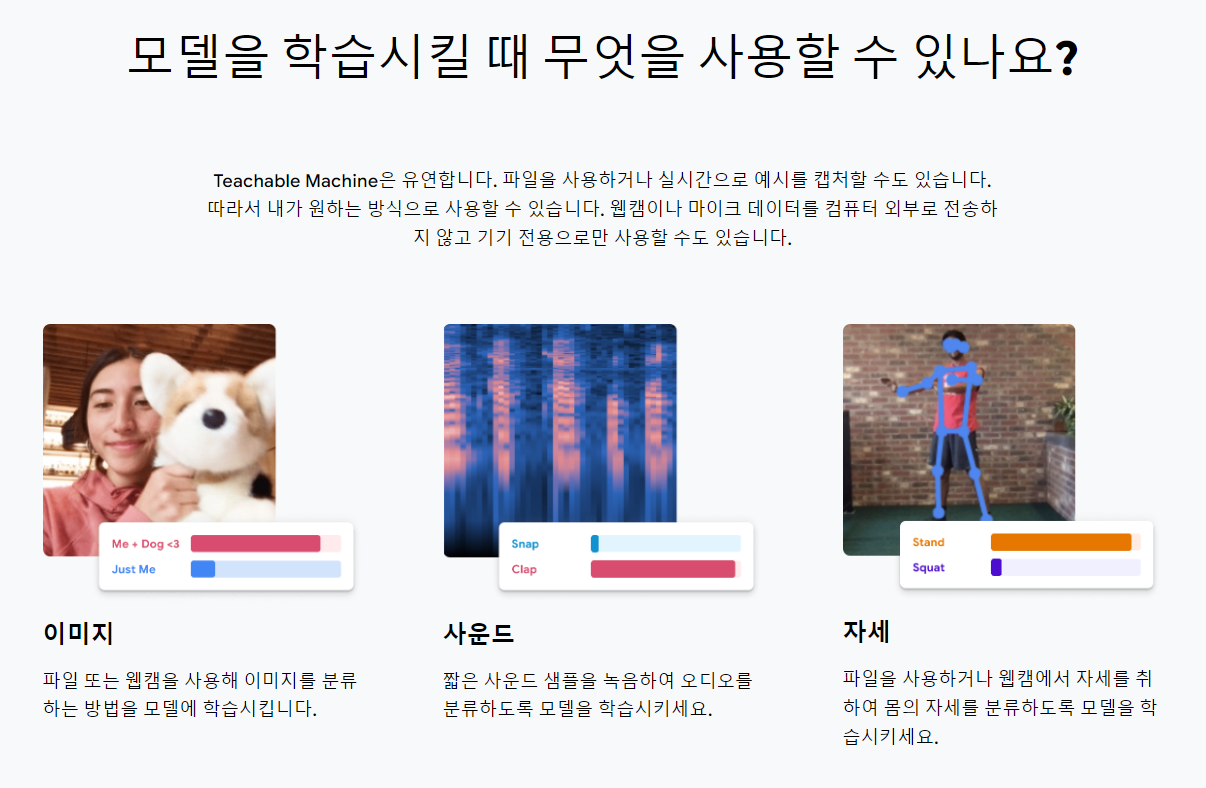 모델을 학습시킬 때 무엇을 사용할 수 있나요?
Teachable Machine은 유연합니다. 파일을 사용하거나 실시간으로 예시를 캡처할 수도 있습니다.
따라서 내가 원하는 방식으로 사용할 수 있습니다. 웹캠이나 마이크 데이터를 컴퓨터 외부로 전송하
지 않고 기기 전용으로만 사용할 수도 있습니다.
Me + Dog <3
Just Me
이미지
파일 또는 웹캠을 사용해 이미지를 분류
하는 방법을 모델에 학습시킵니다.
Snap
Clap
사운드
짧은 사운드 샘플을 녹음하여 오디오를
분류하도록 모델을 학습시키세요.
Stand
Squat
자세
파일을 사용하거나 웹캠에서 자세를 취
하여 몸의 자세를 분류하도록 모델을 학
습시키세요.